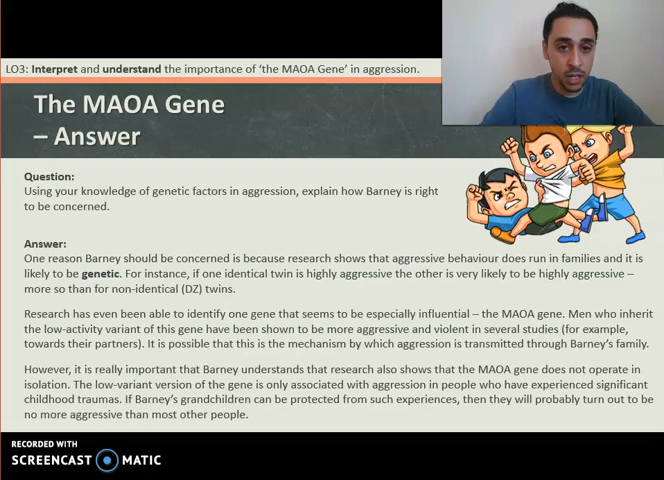 LO3: Interpret and understand the importance of ‘the MAOA Gene’ in aggression.
The MAOA Gene
– Answer
Question:
Using your knowledge of genetic factors in aggression, explain how Barney is right
to be concerned.
Answer:
One reason Barney should be concerned is because research shows that aggressive behaviour does run in families and it is
likely to be genetic. For instance, if one identical twin is highly aggressive the other is very likely to be highly aggressive –
more so than for non-identical (DZ) twins.
Research has even been able to identify one gene that seems to be especially influential – the MAOA gene. Men who inherit
the low-activity variant of this gene have been shown to be more aggressive and violent in several studies (for example,
towards their partners). It is possible that this is the mechanism by which aggression is transmitted through Barney’s family.
However, it is really important that Barney understands that research also shows that the MAOA gene does not operate in
isolation. The low-variant version of the gene is only associated with aggression in people who have experienced significant
childhood traumas. If Barney’s grandchildren can be protected from such experiences, then they will probably turn out to be
no more aggressive than most other people.
RECORDED WITH
SCREENCAST MATIC